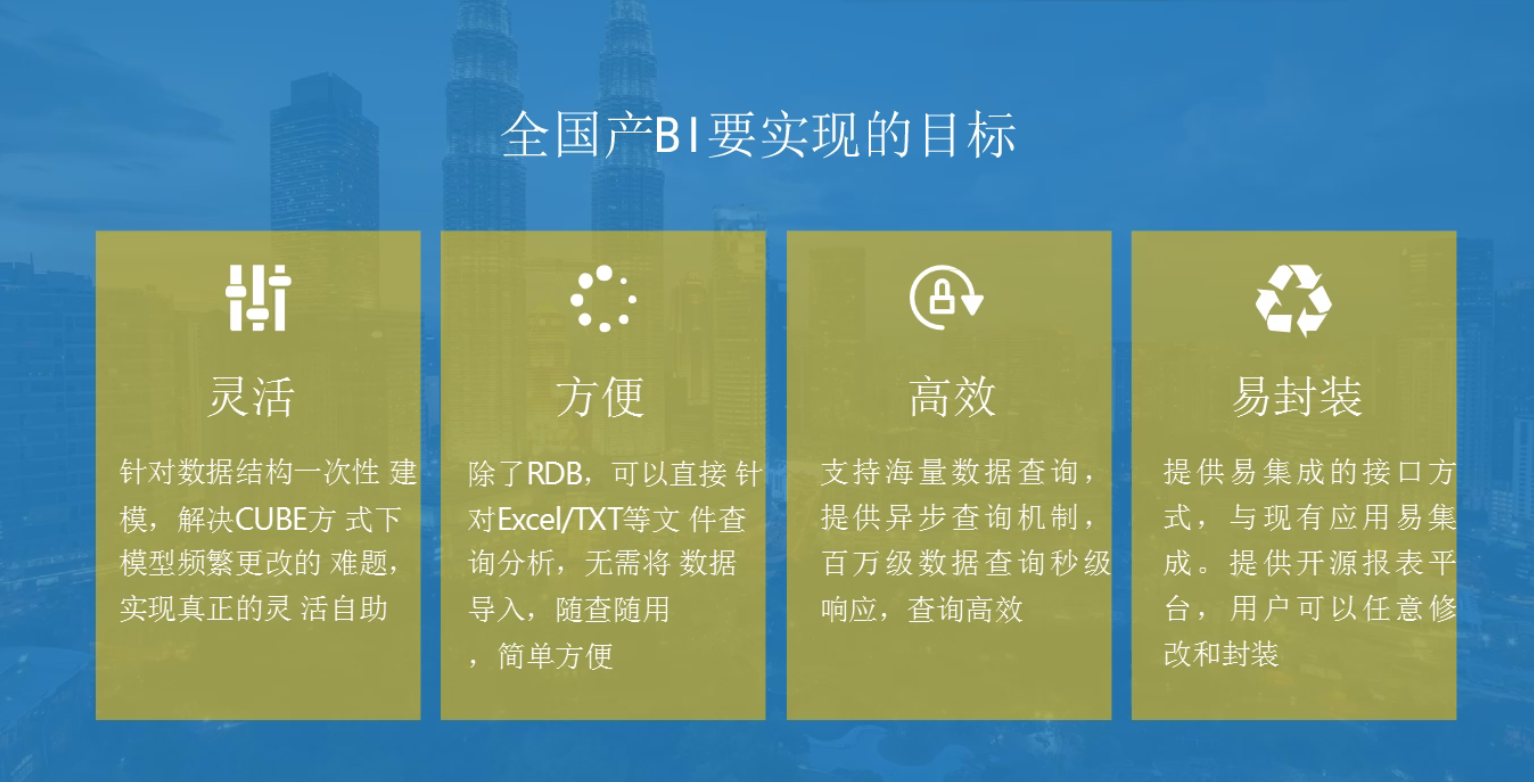 全国产BI要实现的目标
灵活
针对数据结构一次性 建
模，解决CUBE方 式下
模型频繁更改的 难题，
实现真正的灵 活自助
方便
除了RDB，可以直接 针
对Excel/TXT等文 件查
询分析，无需将 数据
导入，随查随用
，简单方便
高效
支持海量数据查询，
提供异步查询机制，
百万级数据查询秒级
响应，查询高效
易封装
提供易集成的接口方
式，与现有应用易集
成。提供开源报表平
台，用户可以任意修
改和封装